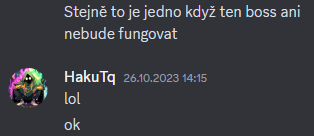 Stejně to je jedno když ten boss ani
nebude fungovat
HakuTq 26.10.2023 14:15
lol
ok